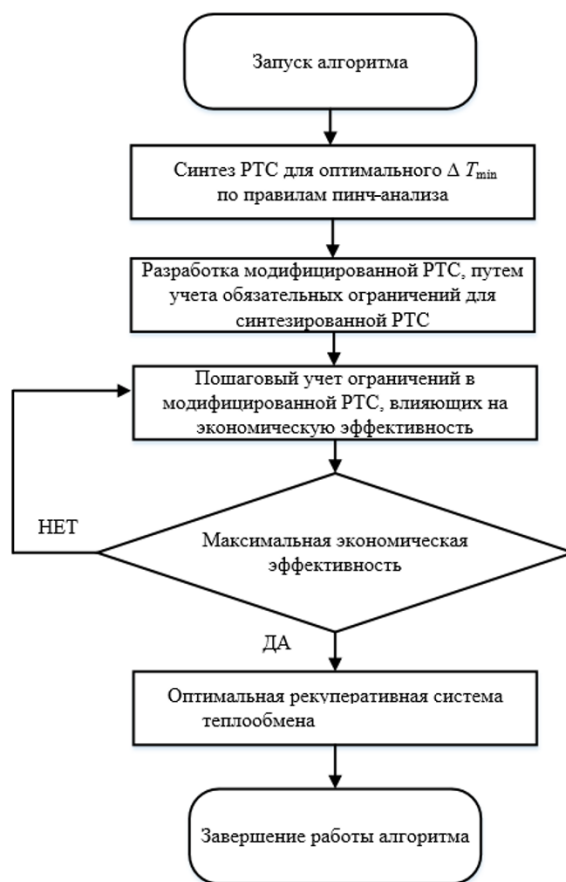 Запуск алгоритма
Синтез РТС для оптимального Δ Tmin
по правилам пинч-анализа
Разработка модифицированной РТС, путем
учета обязательных ограничений для
синтезированной РТС
Пошаговый учет ограничений в
модифицированной РТС, влияющих на
экономическую эффективность
НЕТ
Максимальная экономическая
эффективность
ДА
Оптимальная рекуперативная система
теплообмена
Завершение работы алгоритма